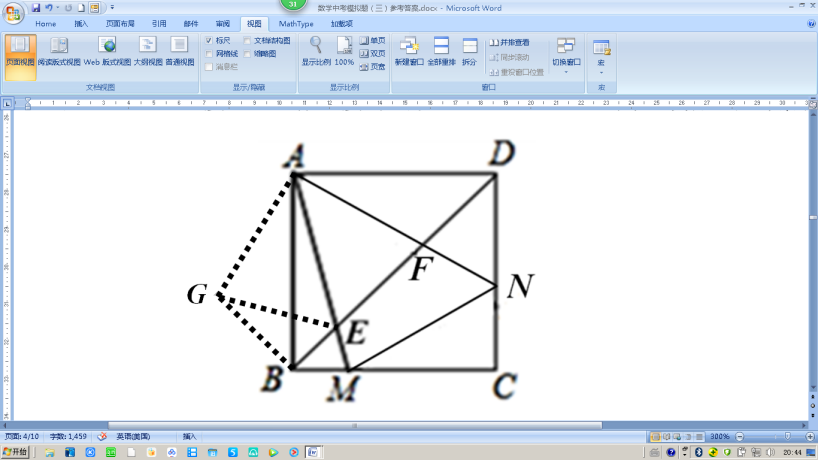 31
数学中考模拟题（三）参考答案.docx - Microsoft Word
Home 插入 页面布局 引用 邮件 审阅 视图 MathType 加载项
标尺 文档结构图 单页 并排查看
网格线 缩略图 双页 同步滚动
消息栏 页宽 重设窗口位置
页面视图 阅读版式视图 Web 版式视图 大纲视图 普通视图 显示比例 100% 新建窗口 全部重排 拆分 切换窗口 宏
文档视图 显示/隐藏 显示比例 窗口 宏
A D
F
G N
E
B M C
页面: 4/10 字数: 1,459 英语(美国) 插入 300%
开始 20:44